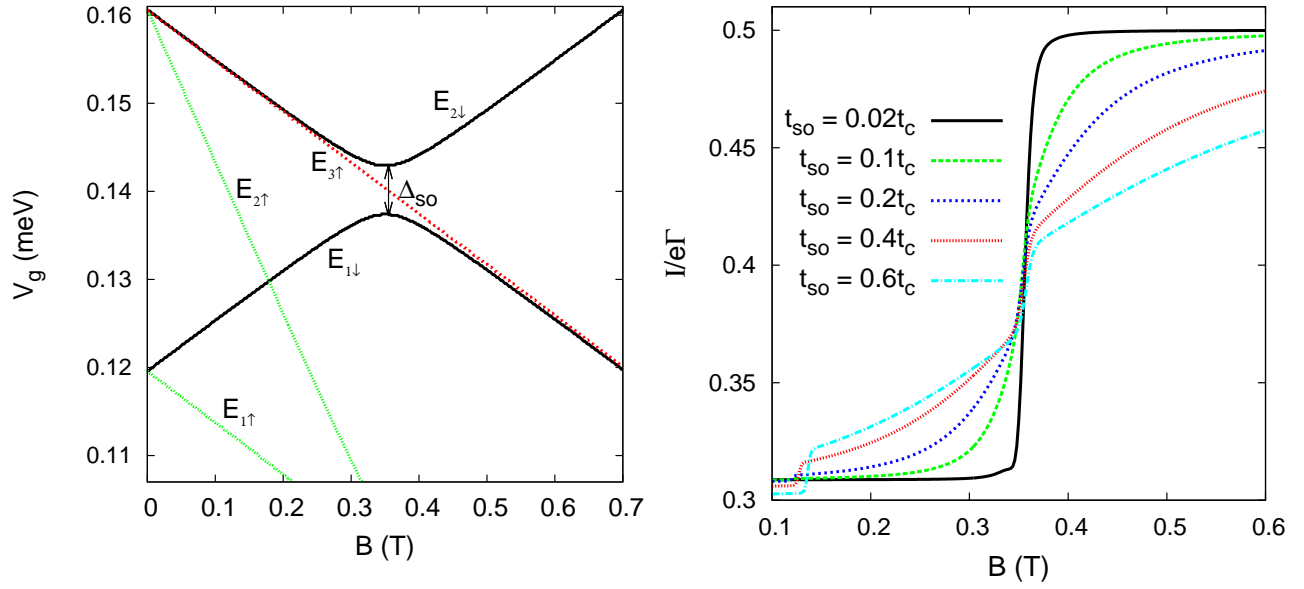 0.16
0.15
0.14
0.13
0.12
0.11
V_g (meV)
E_2↓
E_3↑
E_2↑
Δ_so
E_1↓
E_1↑
0 0.1 0.2 0.3 0.4 0.5 0.6 0.7
B (T)
0.5
0.45
0.4
0.35
0.3
I/eΓ
t_so = 0.02t_c
t_so = 0.1t_c
t_so = 0.2t_c
t_so = 0.4t_c
t_so = 0.6t_c
0.1 0.2 0.3 0.4 0.5 0.6
B (T)